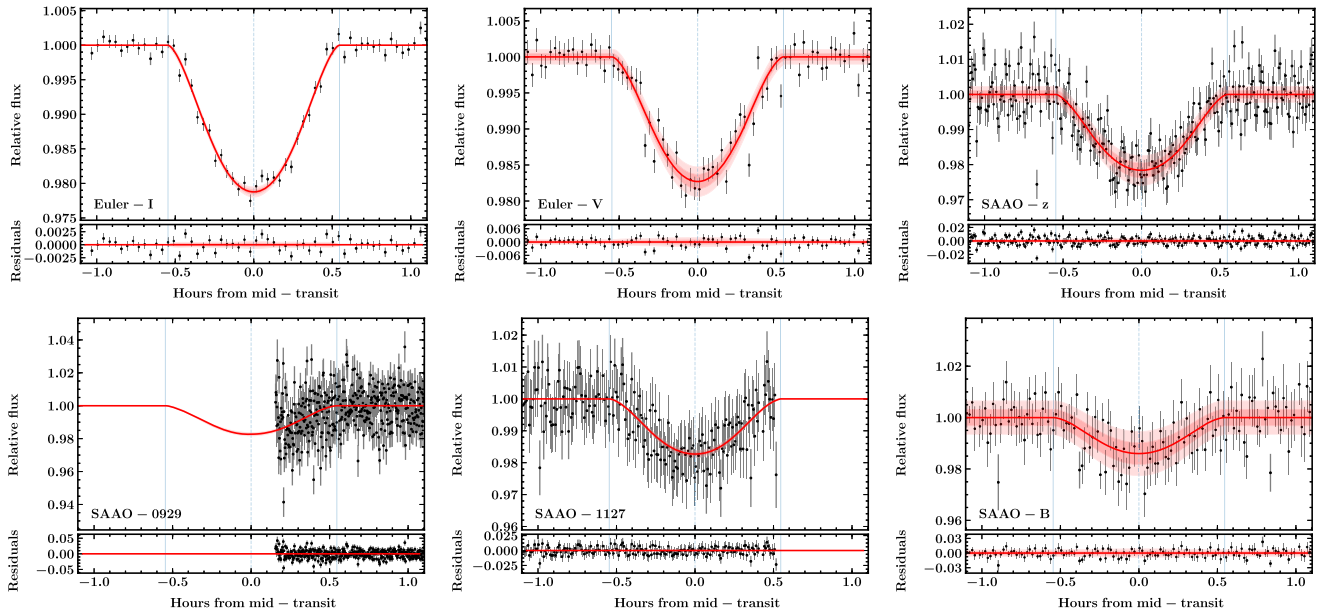 1.005
1.000
0.995
0.990
0.985
0.980
0.975
Relative flux
Euler − I
0.0025
0.0000
−0.0025
Residuals
−1.0 −0.5 0.0 0.5 1.0
Hours from mid − transit
1.005
1.000
0.995
0.990
0.985
0.980
Relative flux
Euler − V
0.006
0.000
−0.006
Residuals
−1.0 −0.5 0.0 0.5 1.0
Hours from mid − transit
1.02
1.01
1.00
0.99
0.98
0.97
Relative flux
SAAO − z
0.02
0.00
−0.02
Residuals
−1.0 −0.5 0.0 0.5 1.0
Hours from mid − transit
1.04
1.02
1.00
0.98
0.96
0.94
Relative flux
SAAO − 0929
0.05
0.00
−0.05
Residuals
−1.0 −0.5 0.0 0.5 1.0
Hours from mid − transit
1.02
1.01
1.00
0.99
0.98
0.97
0.96
Relative flux
SAAO − 1127
0.025
0.000
−0.025
Residuals
−1.0 −0.5 0.0 0.5 1.0
Hours from mid − transit
1.02
1.00
0.98
0.96
Relative flux
SAAO − B
0.03
0.00
−0.03
Residuals
−1.0 −0.5 0.0 0.5 1.0
Hours from mid − transit